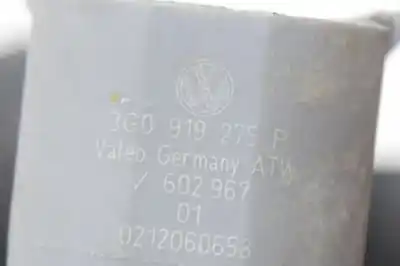 3G0 919 275 P
Valeo Germany ATW
✓ 602 967
01
0212060658